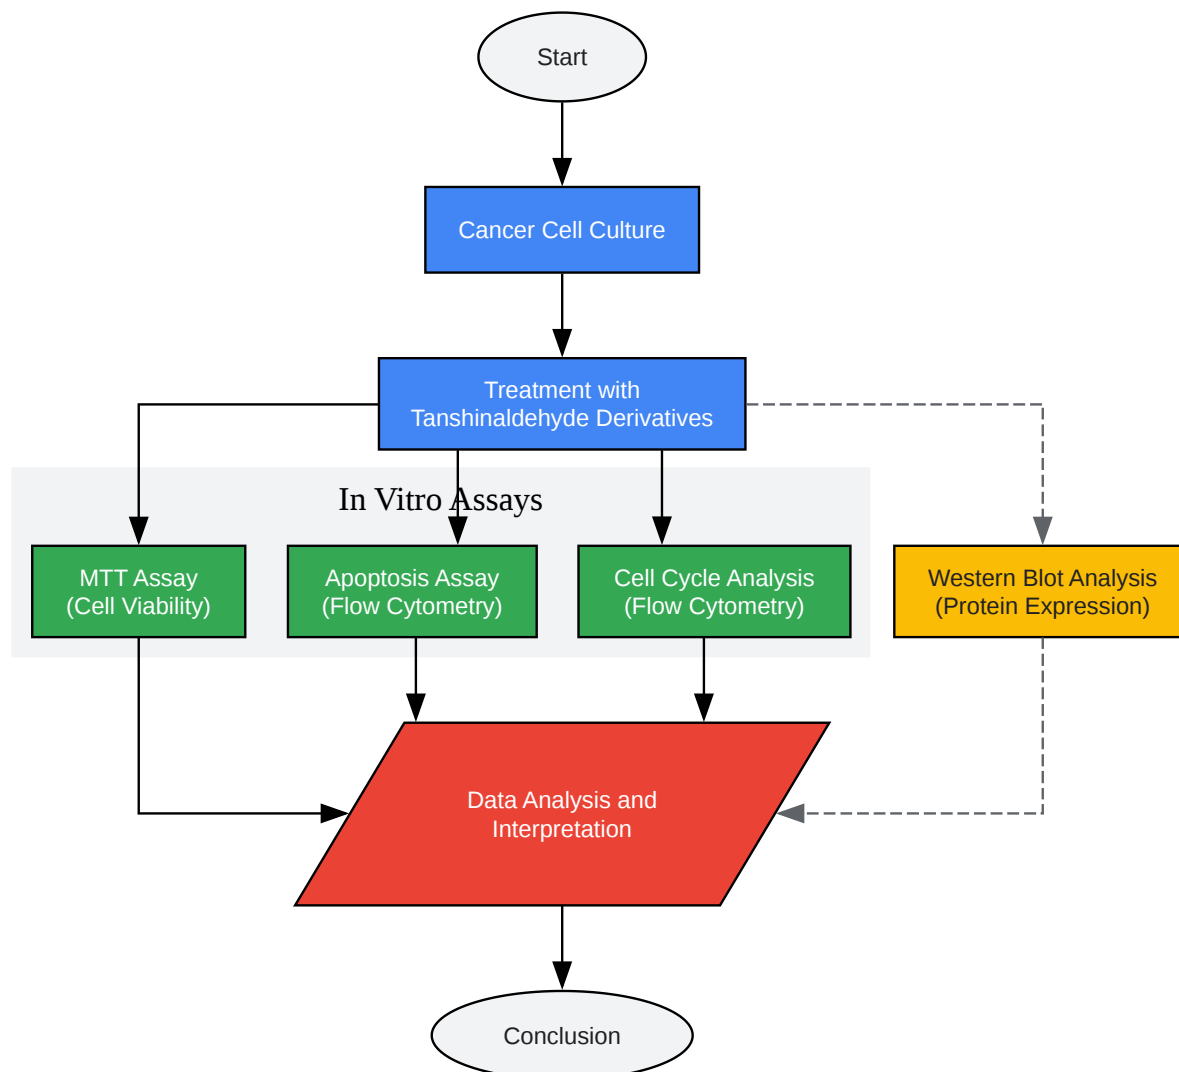 Start
Cancer Cell Culture
Treatment with
Tanshinaldehyde Derivatives
In Vitro Assays
MTT Assay
(Cell Viability)
Apoptosis Assay
(Flow Cytometry)
Cell Cycle Analysis
(Flow Cytometry)
Western Blot Analysis
(Protein Expression)
Data Analysis and
Interpretation
Conclusion